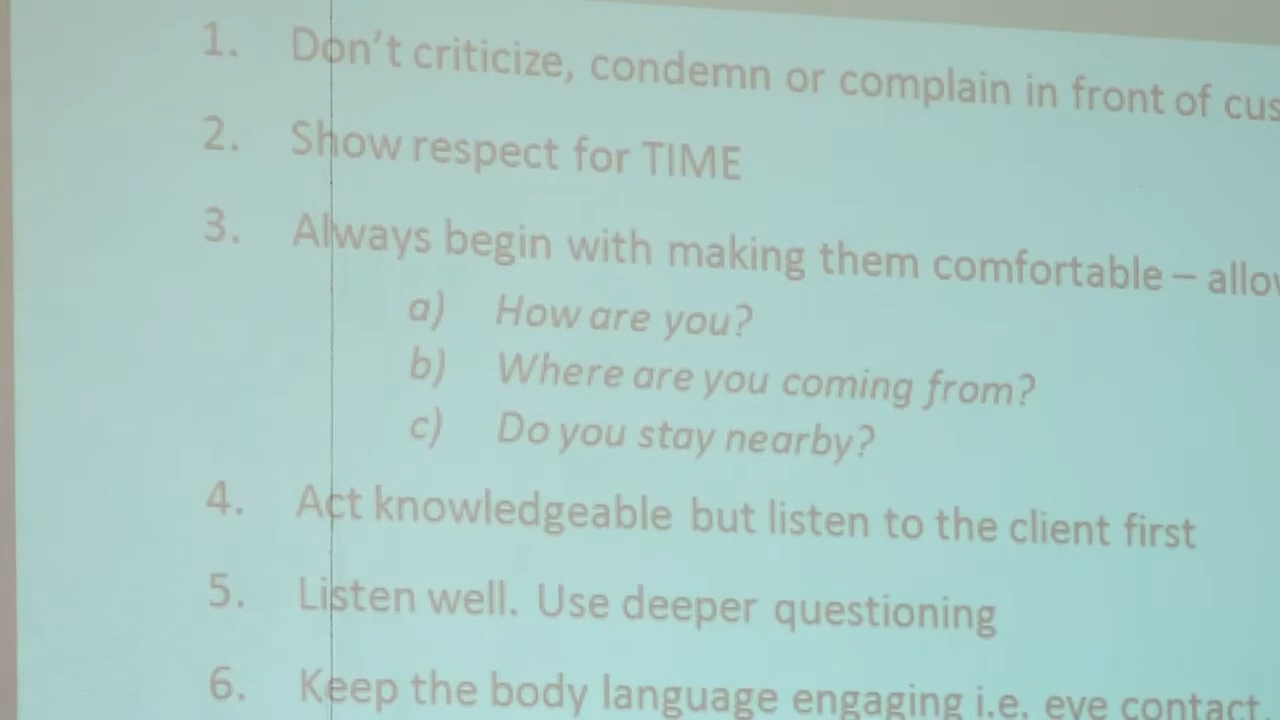 1. Don't criticize, condemn or complain in front of
2. Show respect for TIME
3. Always begin with making them comfortable –
a) How are you?
b) Where are you coming from?
c) Do you stay nearby?
4. Act knowledgeable but listen to the client first
5. Listen well. Use deeper questioning
6. Keep the body language engaging i.e. eye contact